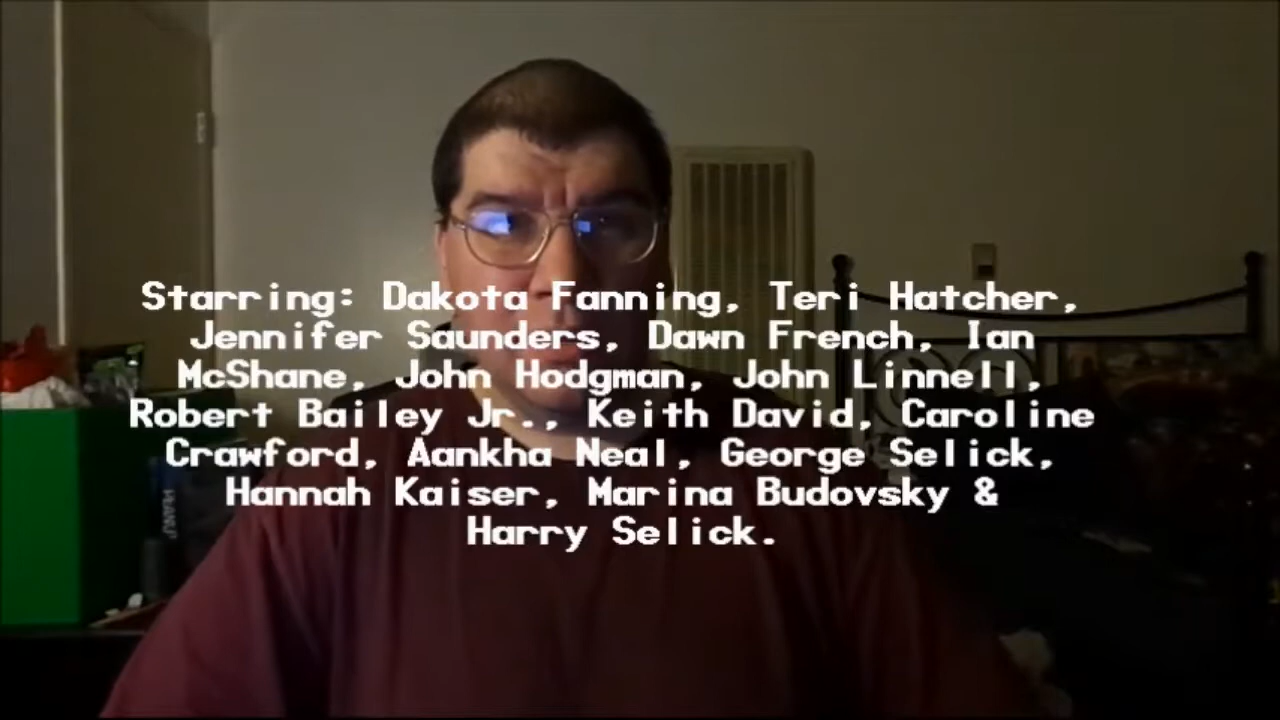 Starring: Dakota Fanning, Teri Hatcher,
Jennifer Saunders, Dawn French, Ian
McShane, John Hodgman, John Linnell,
Robert Bailey Jr., Keith David, Caroline
Crawford, Aankha Neal, George Selick,
Hannah Kaiser, Marina Budovsky &
Harry Selick.